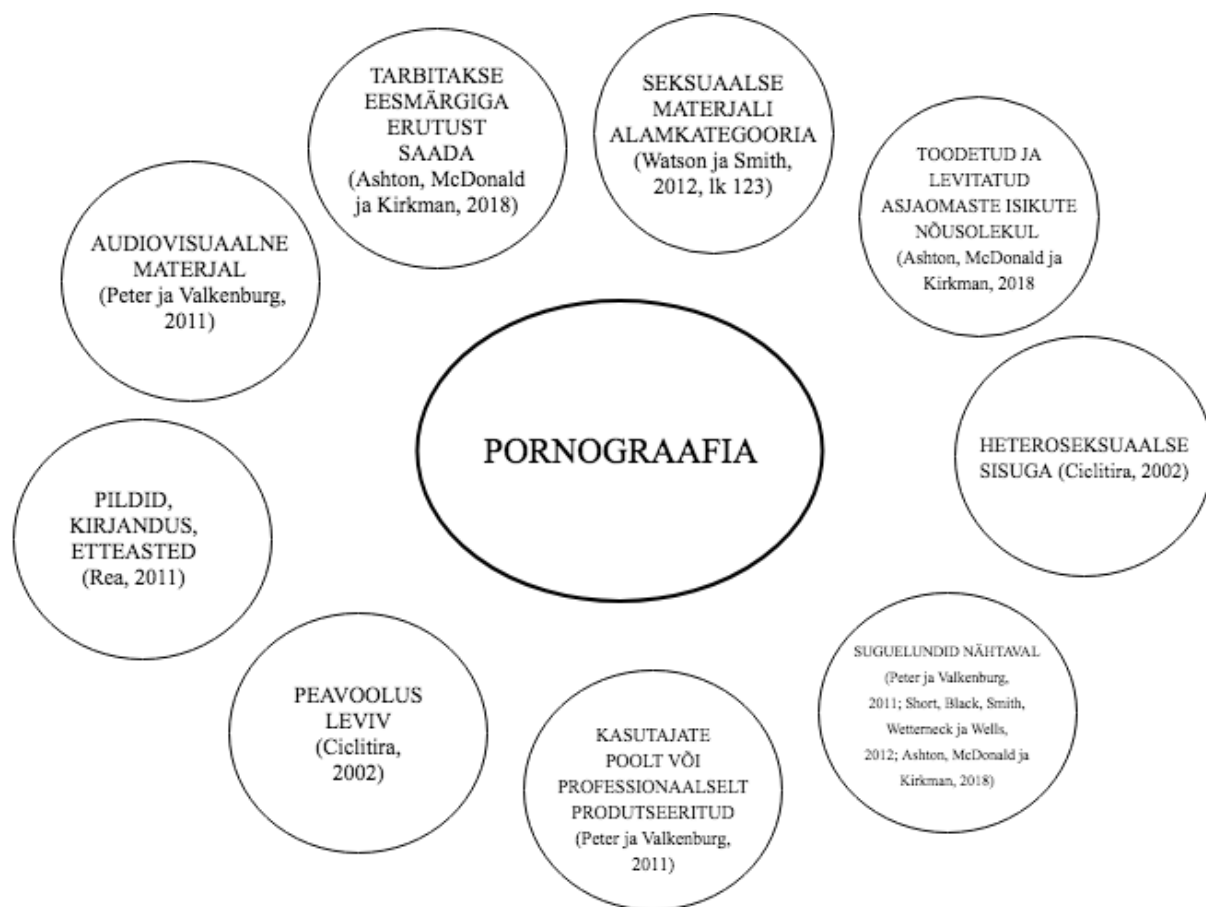 TARBITAKSE
EESMÄRGIGA
ERUTUST
SAADA
(Ashton, McDonald
ja Kirkman, 2018)
SEKSUAALSE
MATERJALI
ALAMKATEGOORIA
(Watson ja Smith,
2012, lk 123)
TOODETUD JA
LEVITATUD
ASJAOMASTE ISIKUTE
NÕUSOLEKUL
(Ashton, McDonald ja
Kirkman, 2018
AUDIOVISUAALNE
MATERJAL
(Peter ja Valkenburg,
2011)
PORNOGRAAFIA
HETEROSEKSUAALSE
SISUGA (Ciclitira, 2002)
PILDID,
KIRJANDUS,
ETTEASTED
(Rea, 2011)
PEAVOOLUS
LEVIV
(Ciclitira,
2002)
KASUTAJATE
POOLT VÕI
PROFESSIONAALSELT
PRODUTSEERITUD
(Peter ja Valkenburg,
2011)
SUGUELUNDID NÄHTAVAL
(Peter ja Valkenburg,
2011; Short, Black, Smith,
Wetterneck ja Wells,
2012; Ashton, McDonald ja
Kirkman, 2018)